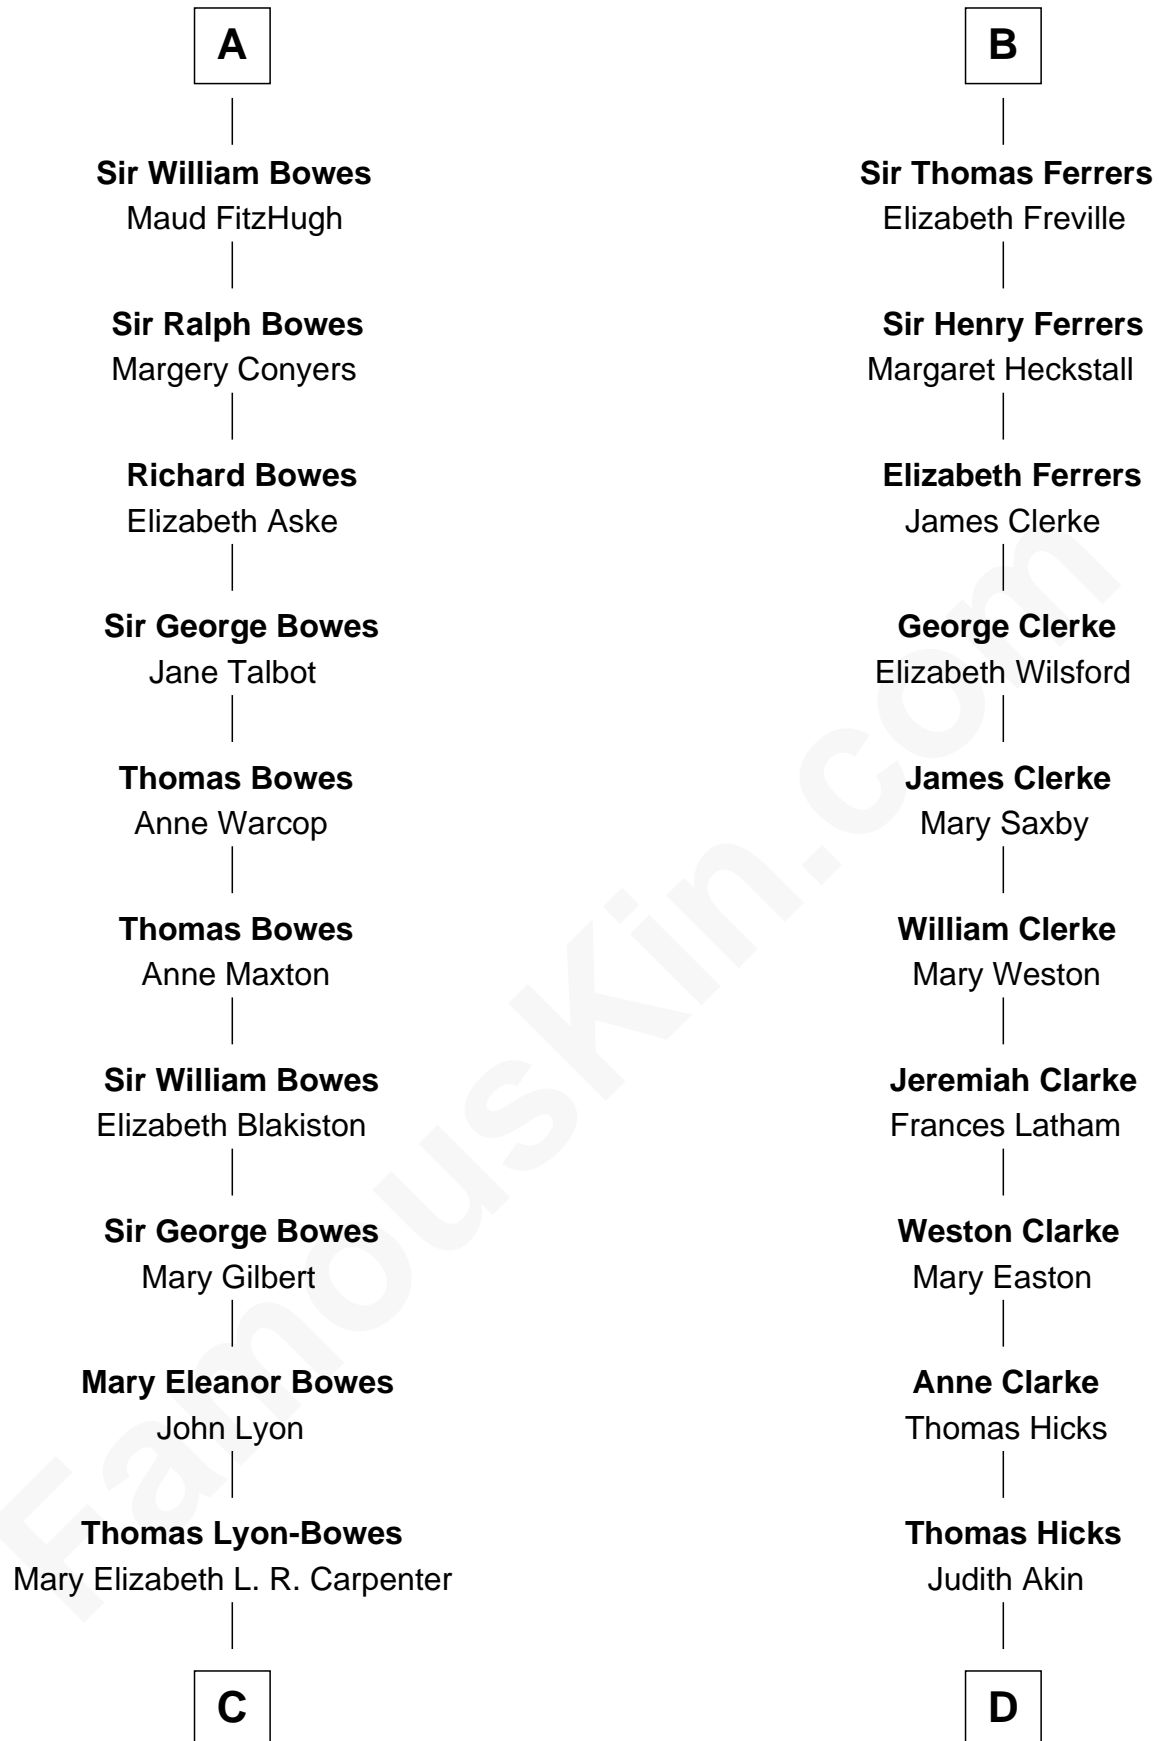 A
Sir William Bowes
Maud FitzHugh
Sir Ralph Bowes
Margery Conyers
Richard Bowes
Elizabeth Aske
Sir George Bowes
Jane Talbot
Thomas Bowes
Anne Warcop
Thomas Bowes
Anne Maxton
Sir William Bowes
Elizabeth Blakiston
Sir George Bowes
Mary Gilbert
Mary Eleanor Bowes
John Lyon
Thomas Lyon-Bowes
Mary Elizabeth L. R. Carpenter
C
B
Sir Thomas Ferrers
Elizabeth Freville
Sir Henry Ferrers
Margaret Heckstall
Elizabeth Ferrers
James Clerke
George Clerke
Elizabeth Wilsford
James Clerke
Mary Saxby
William Clerke
Mary Weston
Jeremiah Clarke
Frances Latham
Weston Clarke
Mary Easton
Anne Clarke
Thomas Hicks
Thomas Hicks
Judith Akin
D
FamousKin.com